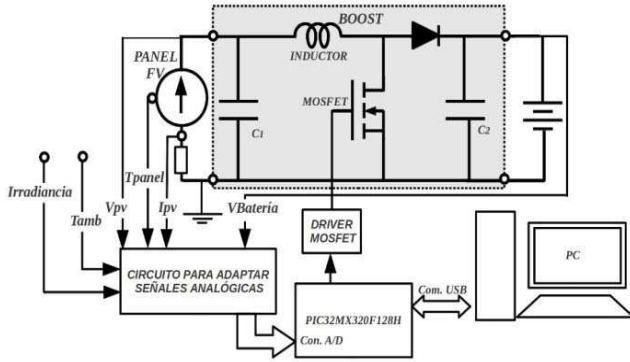 BOOST
PANEL
FV
INDUCTOR
MOSFET
C1
C2
Irradiancia
Tamb
Vpv
Tpanel
Ipv
VBatería
DRIVER
MOSFET
CIRCUITO PARA ADAPTAR
SEÑALES ANALÓGICAS
PIC32MX320F128H
Con. A/D
Com. USB
PC